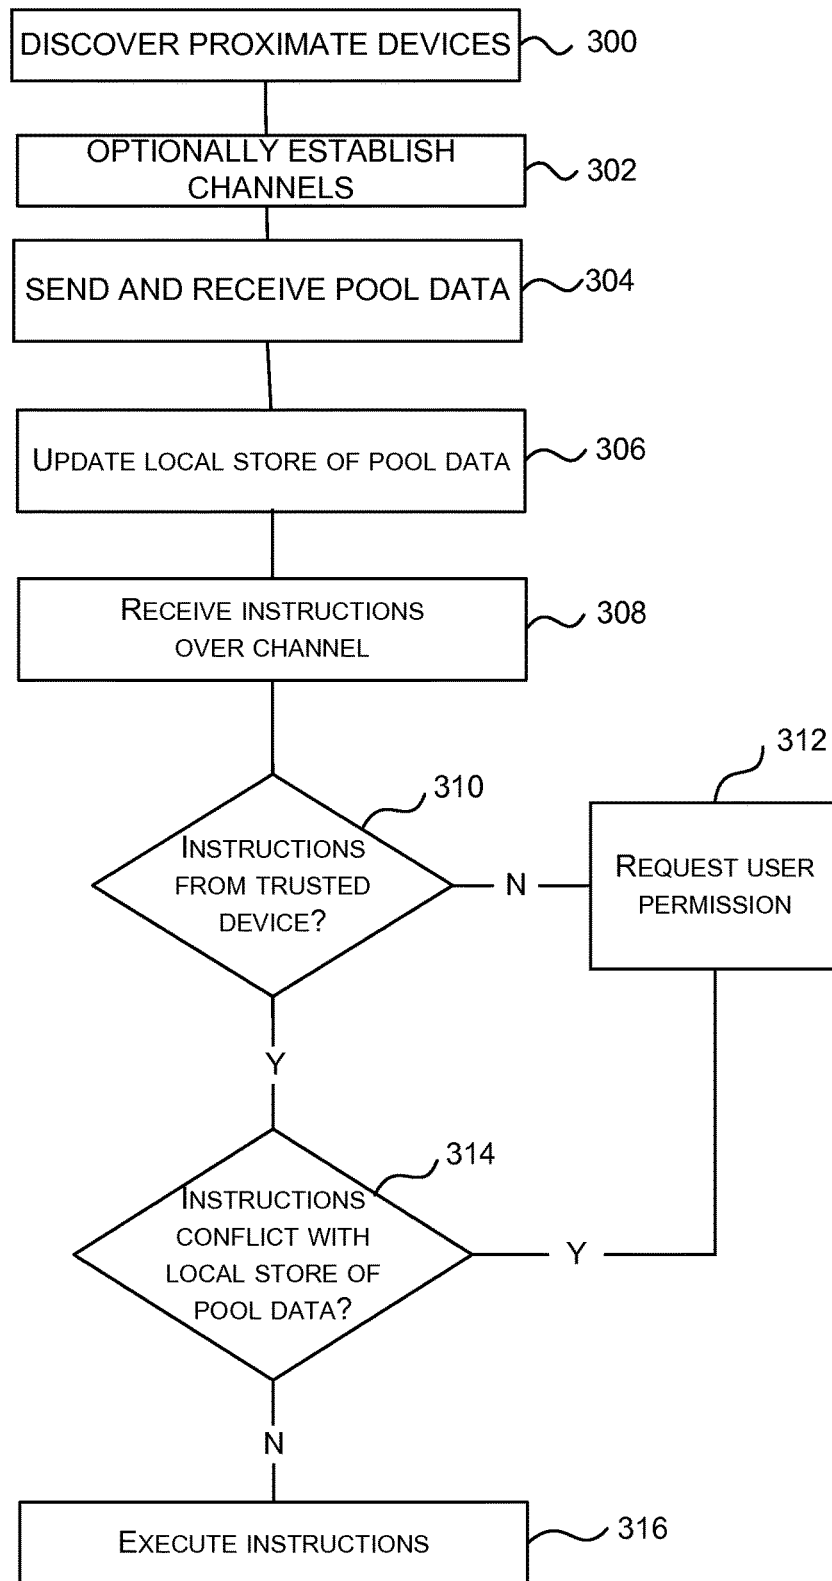 DISCOVER PROXIMATE DEVICES
300
OPTIONALLY ESTABLISH
CHANNELS
302
SEND AND RECEIVE POOL DATA
304
UPDATE LOCAL STORE OF POOL DATA
306
RECEIVE INSTRUCTIONS
OVER CHANNEL
308
310
INSTRUCTIONS
FROM TRUSTED
DEVICE?
N
312
REQUEST USER
PERMISSION
Y
314
INSTRUCTIONS
CONFLICT WITH
LOCAL STORE OF
POOL DATA?
Y
N
EXECUTE INSTRUCTIONS
316